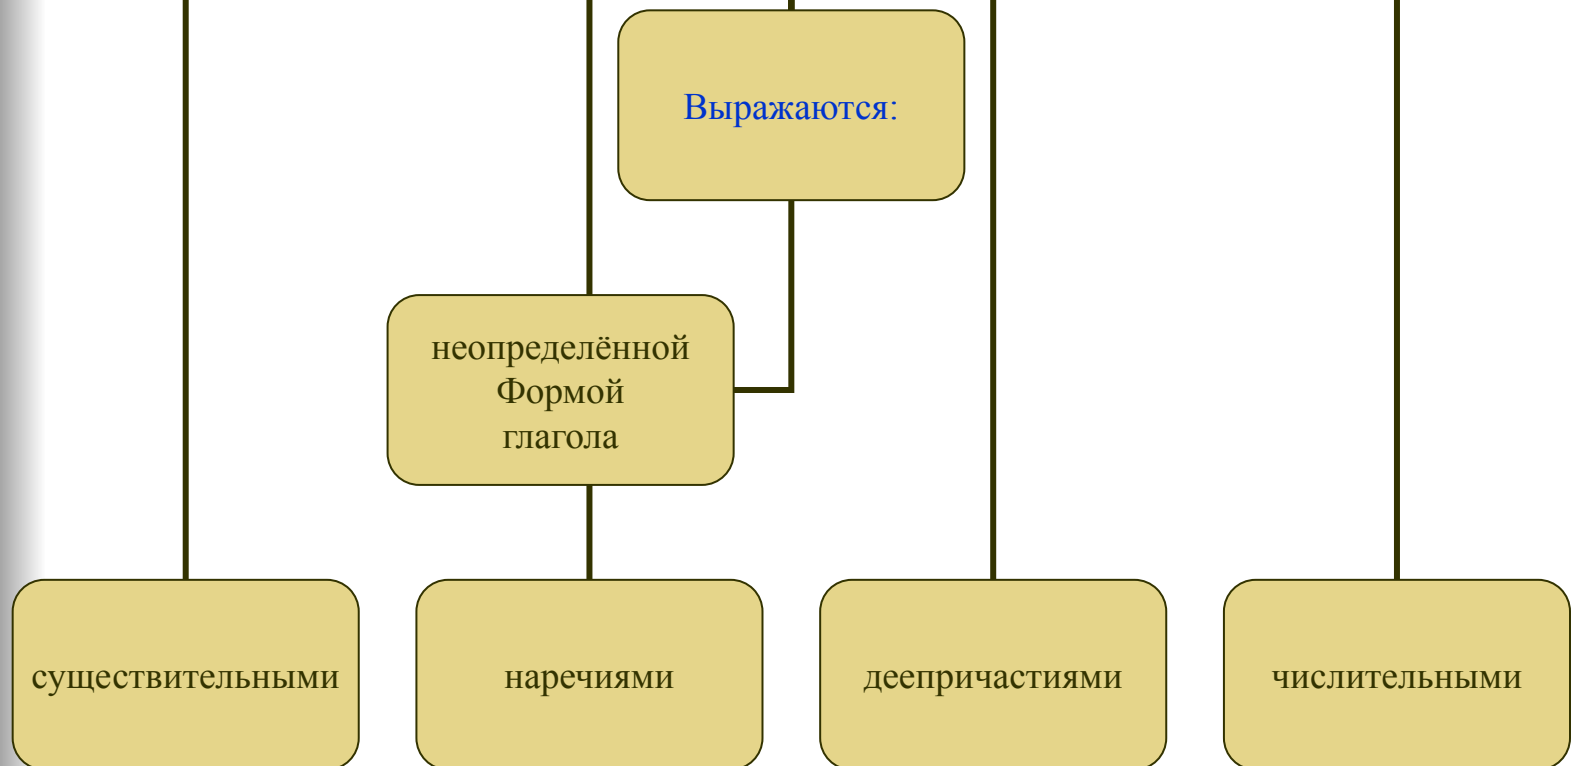 Выражаются:
неопределённой
Формой
глагола
существительными
наречиями
деепричастиями
числительными